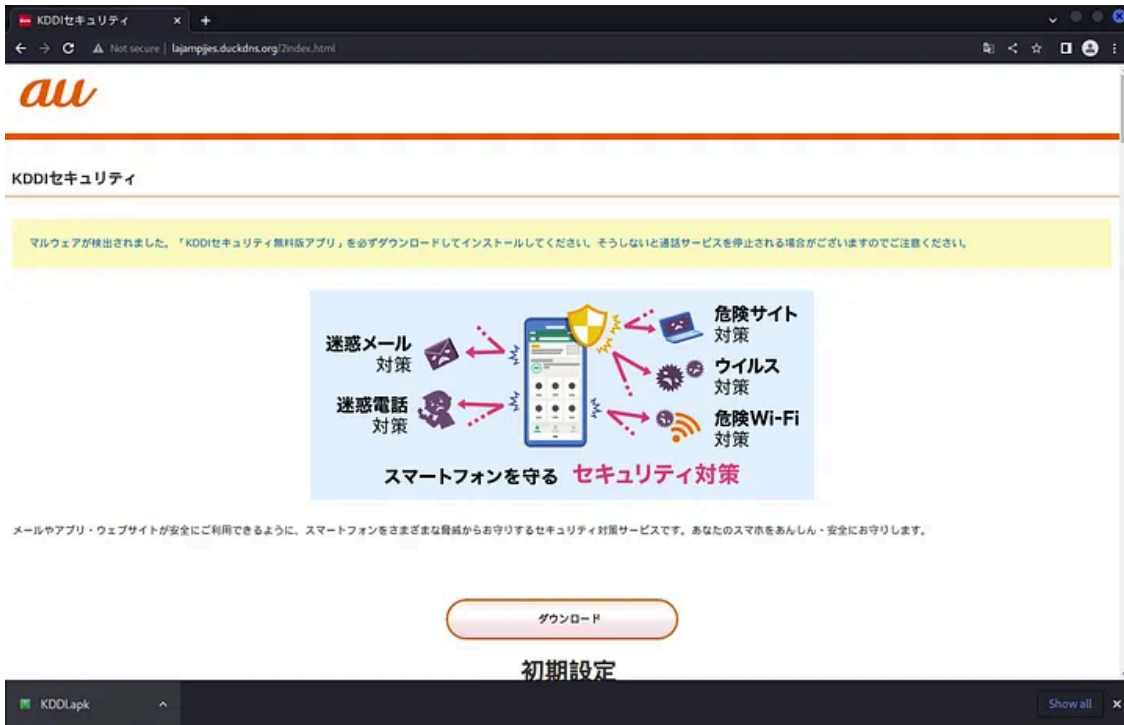 KDDIセキュリティ
Not secure | lajampijes.duckdns.org/2index.html
au
KDDIセキュリティ
マルウェアが検出されました。「KDDIセキュリティ無料版アプリ」を必ずダウンロードしてインストールしてください。そうしないと通話サービスを停止される場合がございますのでご注意ください。
迷惑メール
対策
迷惑電話
対策
危険サイト
対策
ウイルス
対策
危険Wi-Fi
対策
スマートフォンを守る セキュリティ対策
メールやアプリ・ウェブサイトが安全にご利用できるように、スマートフォンをさまざまな脅威からお守りするセキュリティ対策サービスです。あなたのスマホをあんしん・安全にお守りします。
ダウンロード
初期設定
KDDI.apk
Show all